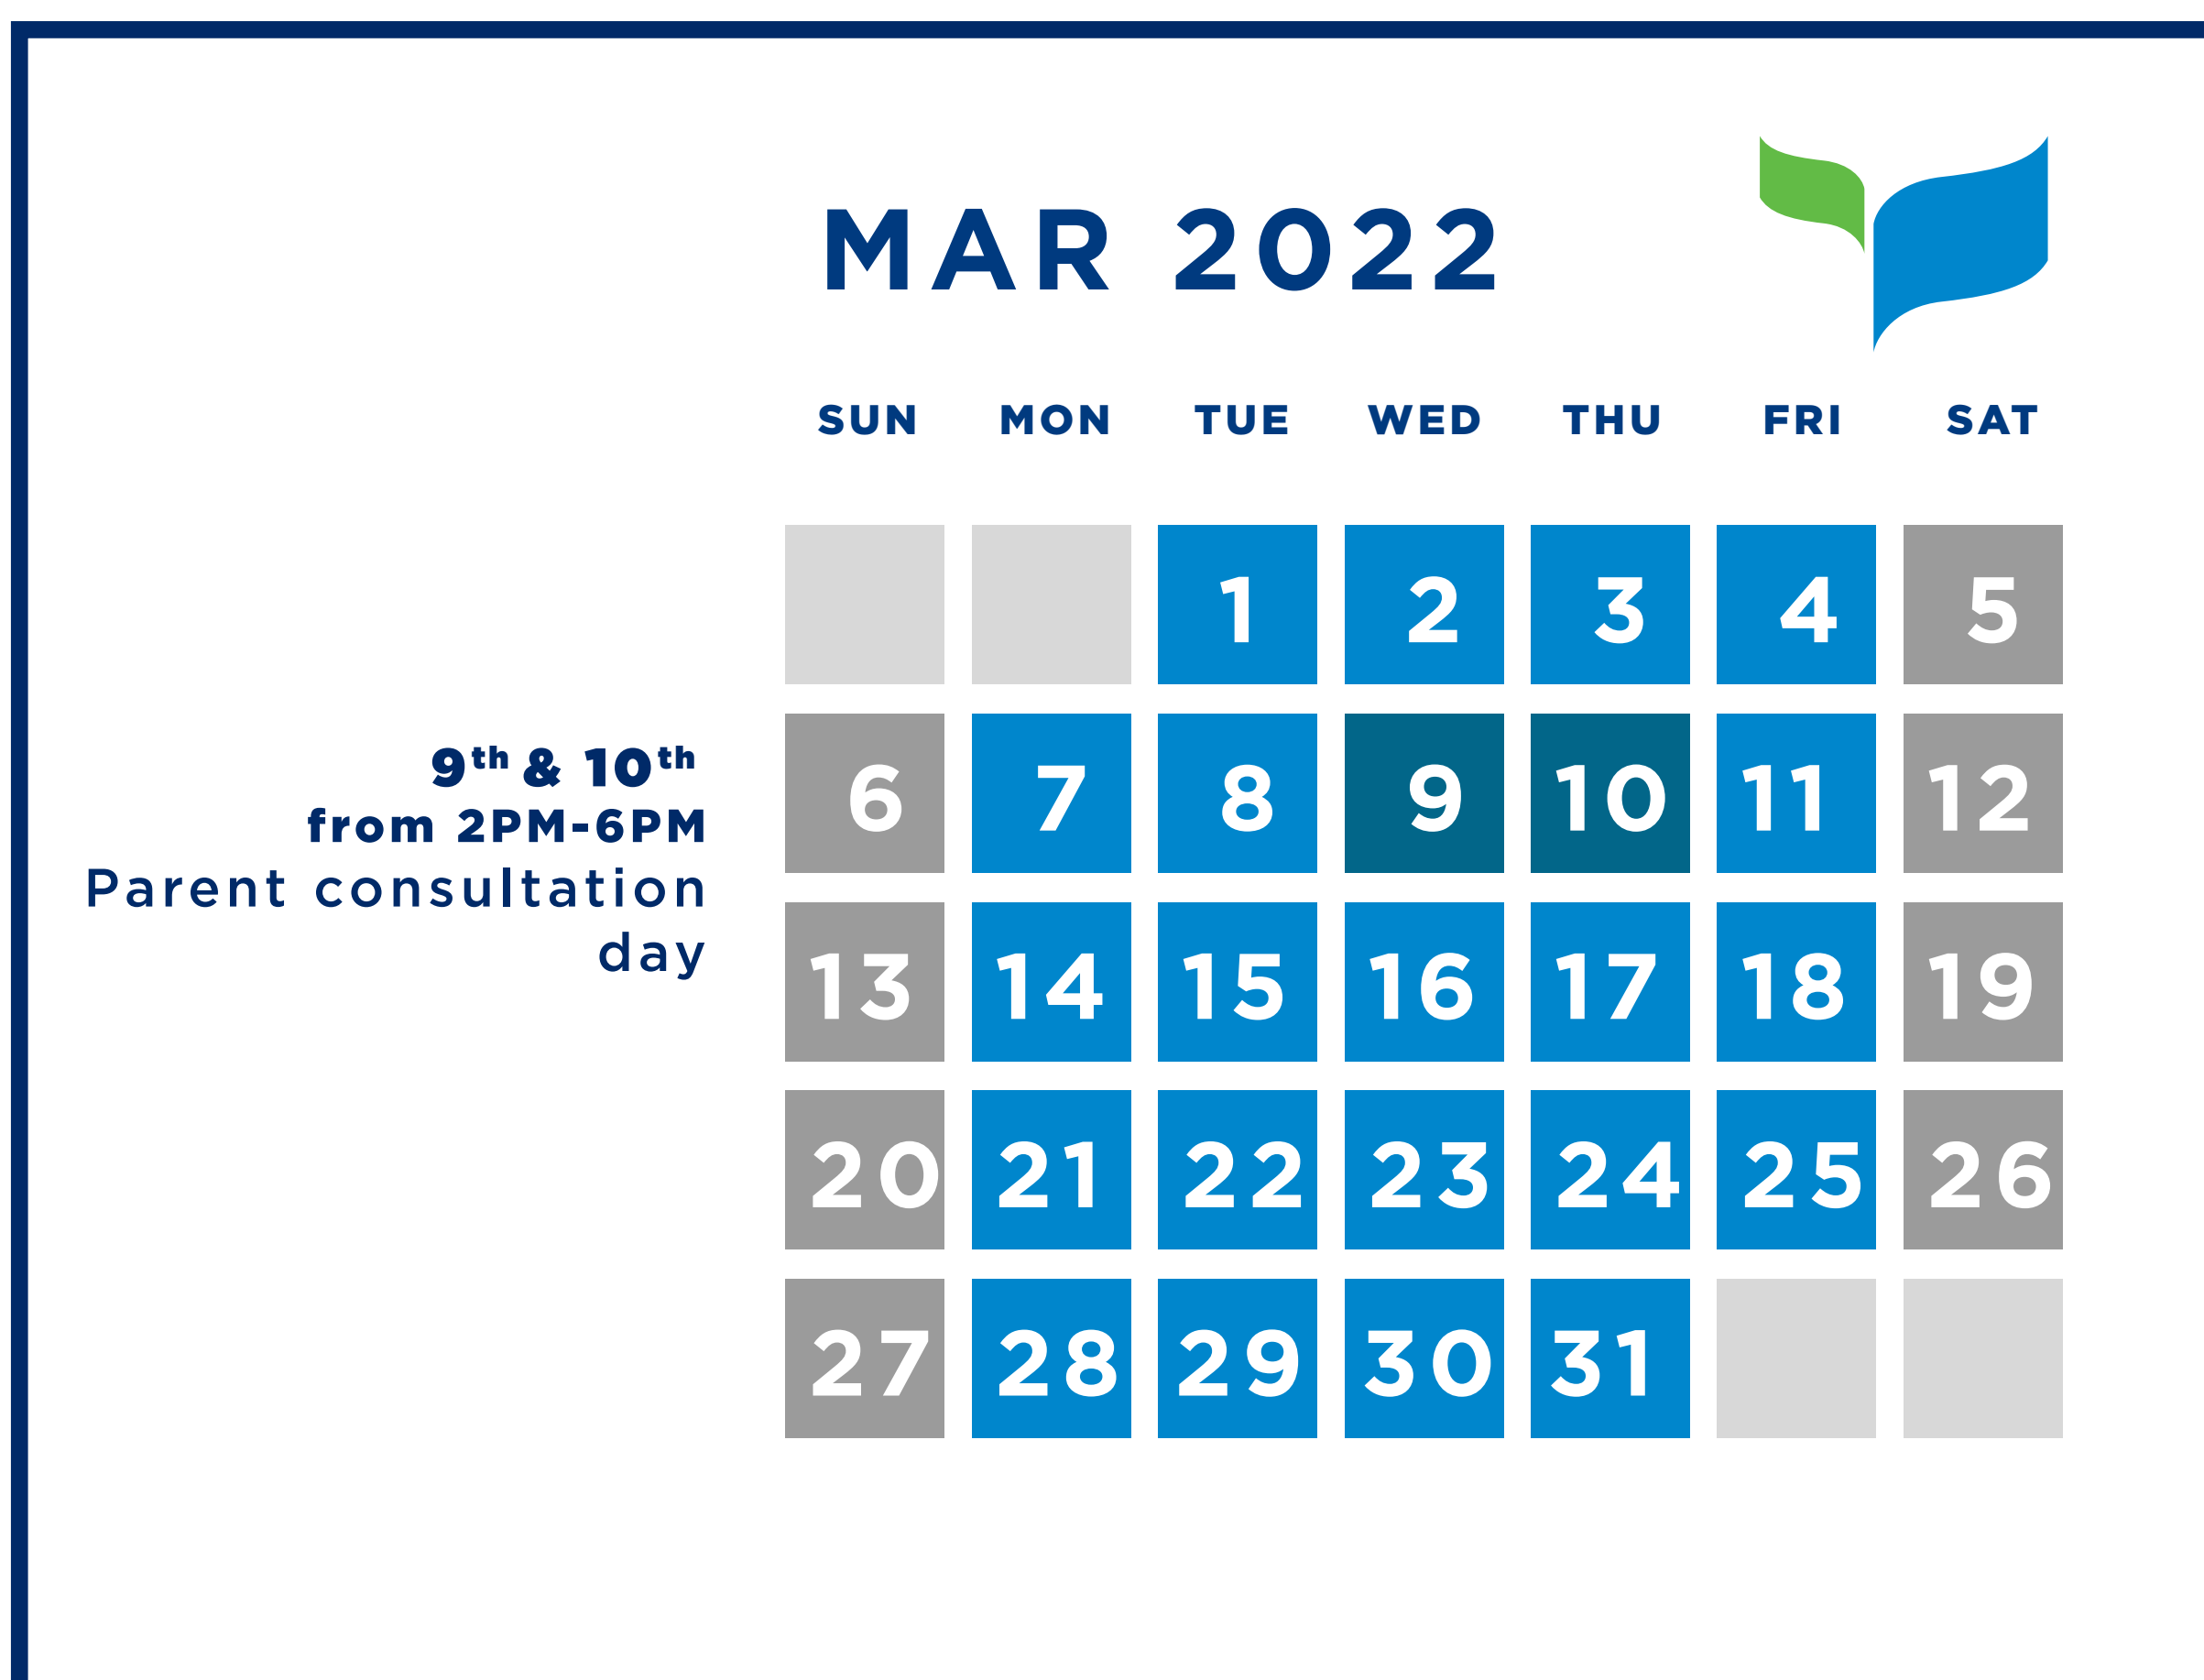 MAR 2022
SUN MON TUE WED THU FRI SAT
1 2 3 4 5
9th & 10th
from 2PM-6PM
Parent consultation
day
6 7 8 9 10 11 12
13 14 15 16 17 18 19
20 21 22 23 24 25 26
27 28 29 30 31